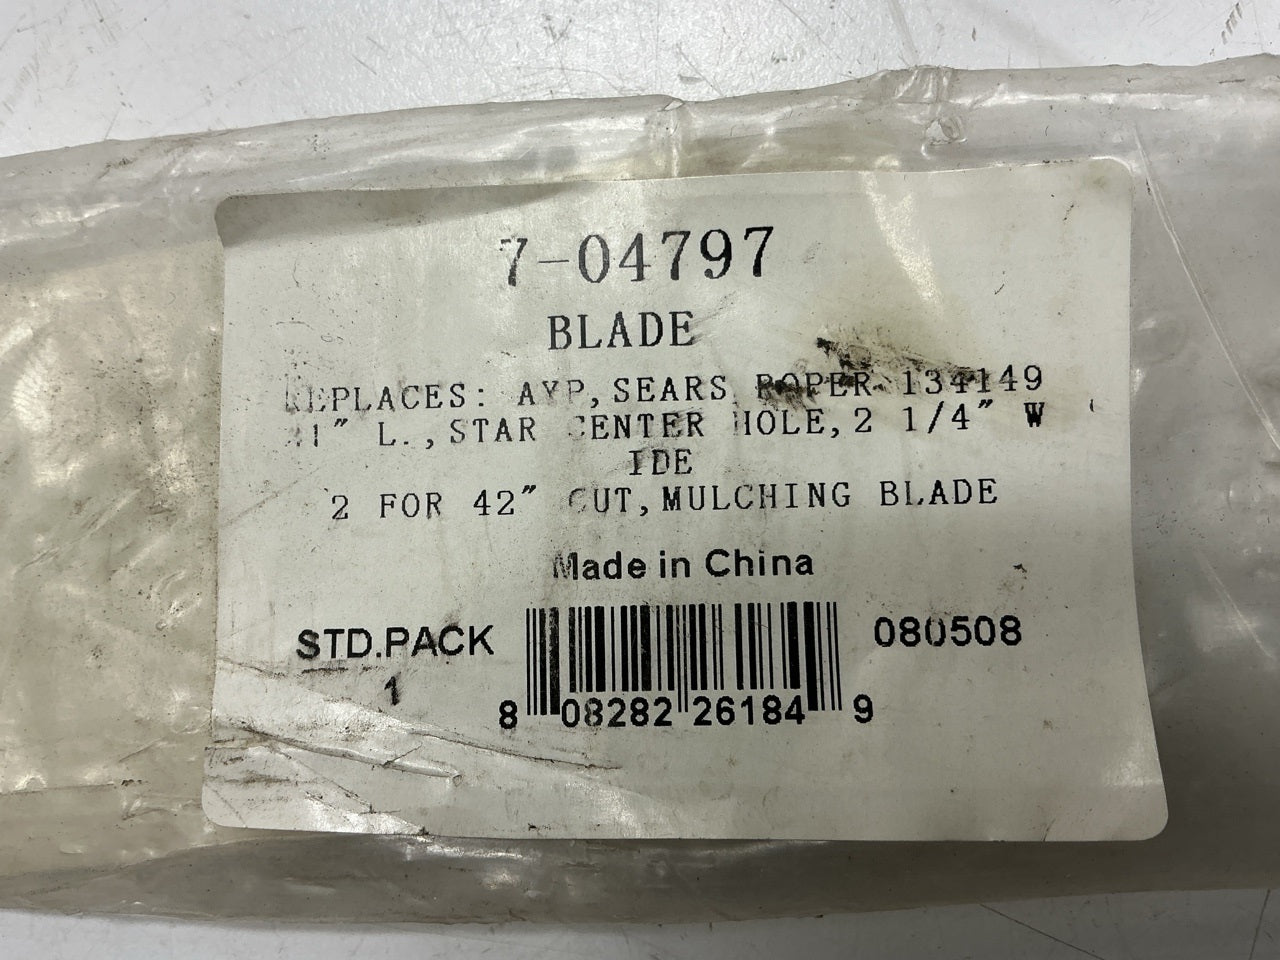 7-04797
BLADE
REPLACES: AYP, SEARS, ROPER 134149
21" L., STAR CENTER HOLE, 2 1/4" W
IDE
2 FOR 42" CUT, MULCHING BLADE
Made in China
STD.PACK
1
8 08282 26184 9
080508